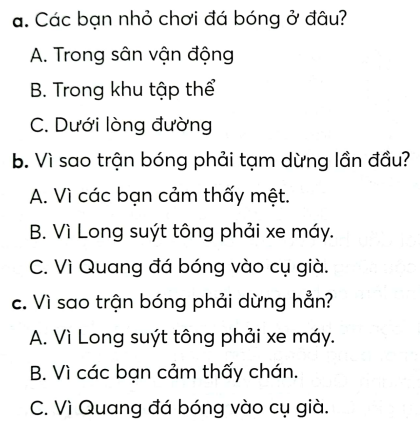 a. Các bạn nhỏ chơi đá bóng ở đâu?
A. Trong sân vận động
B. Trong khu tập thể
C. Dưới lòng đường
b. Vì sao trận bóng phải tạm dừng lần đầu?
A. Vì các bạn cảm thấy mệt.
B. Vì Long suýt tông phải xe máy.
C. Vì Quang đá bóng vào cụ già.
c. Vì sao trận bóng phải dừng hẳn?
A. Vì Long suýt tông phải xe máy.
B. Vì các bạn cảm thấy chán.
C. Vì Quang đá bóng vào cụ già.